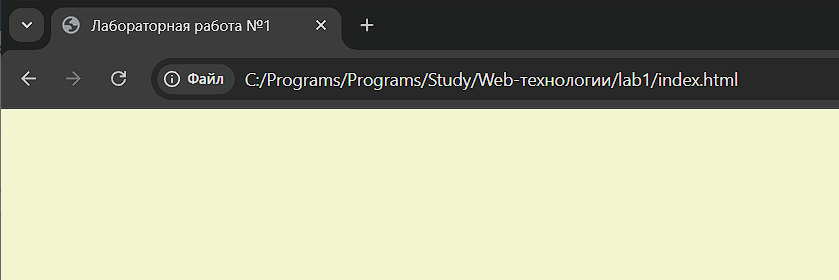 Лабораторная работа №1
Файл C:/Programs/Programs/Study/Web-технологии/lab1/index.html